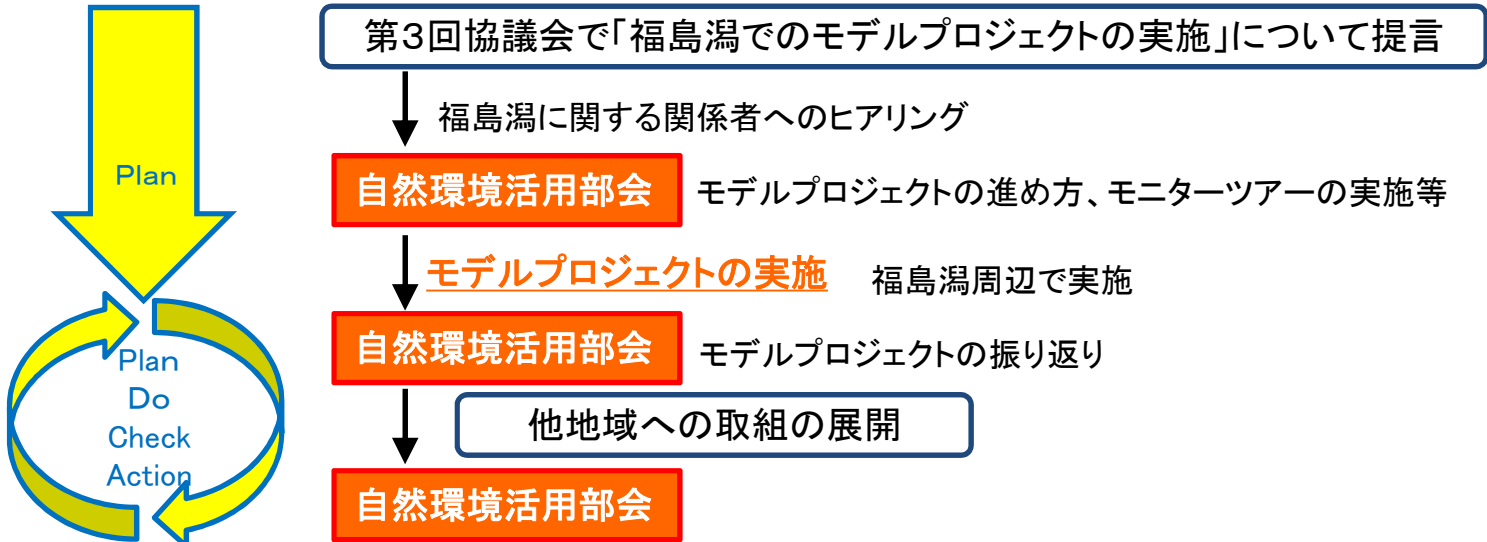 第3回協議会で「福島潟でのモデルプロジェクトの実施」について提言
福島潟に関する関係者へのヒアリング
Plan
自然環境活用部会 モデルプロジェクトの進め方、モニターツアーの実施等
モデルプロジェクトの実施 福島潟周辺で実施
自然環境活用部会 モデルプロジェクトの振り返り
Plan
Do
Check
Action
他地域への取組の展開
自然環境活用部会